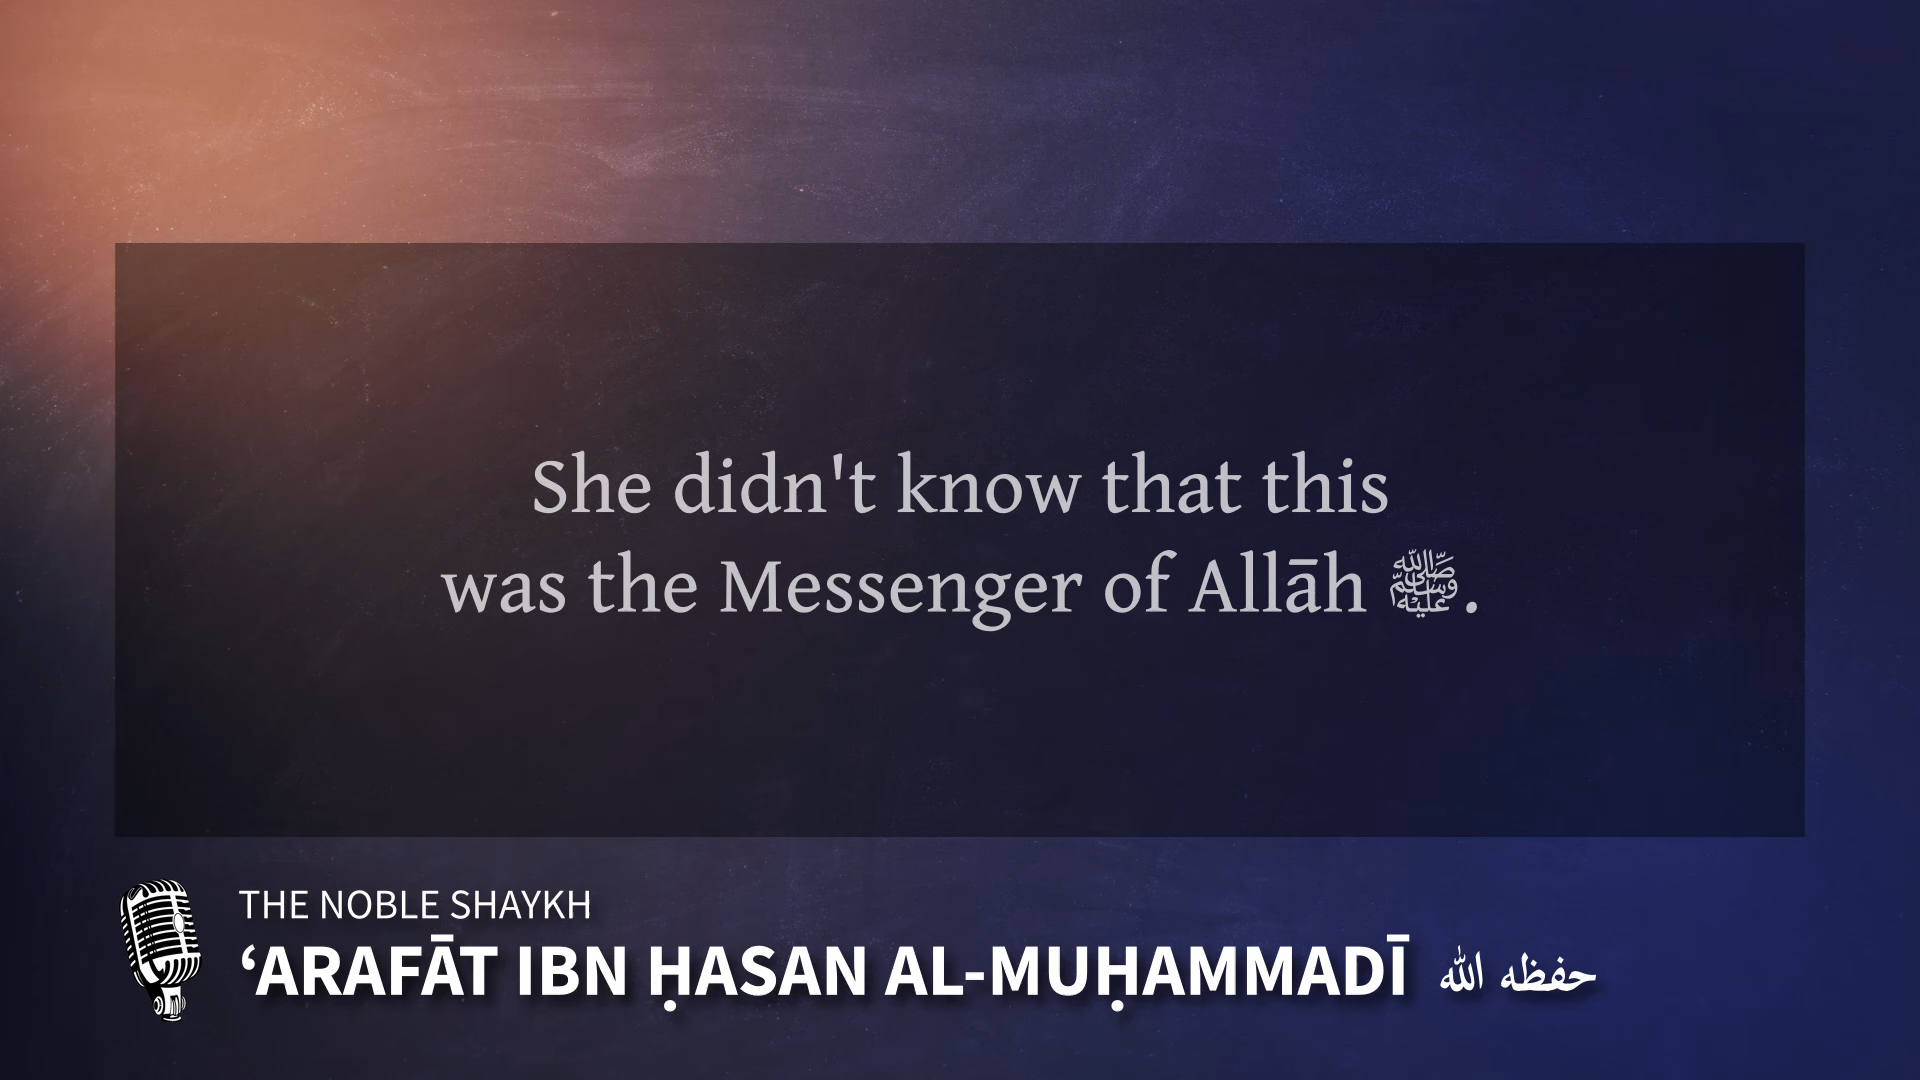 She didn't know that this
was the Messenger of Allāh ﷺ.
THE NOBLE SHAYKH
‘ARAFĀT IBN ḤASAN AL-MUḤAMMADĪ حفظه الله